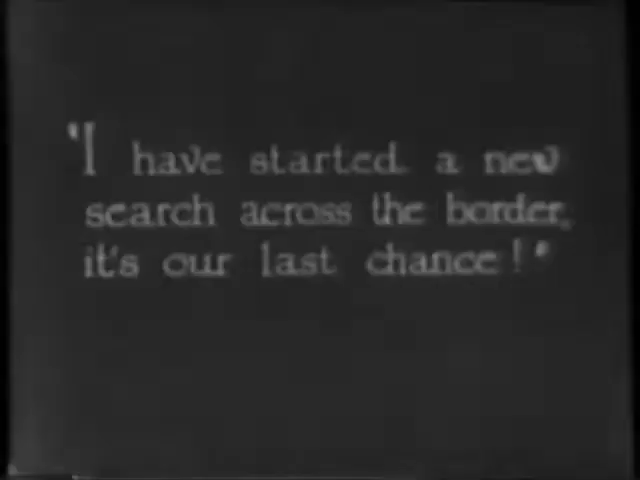 "I have started a new
search across the border,
it's our last chance!"